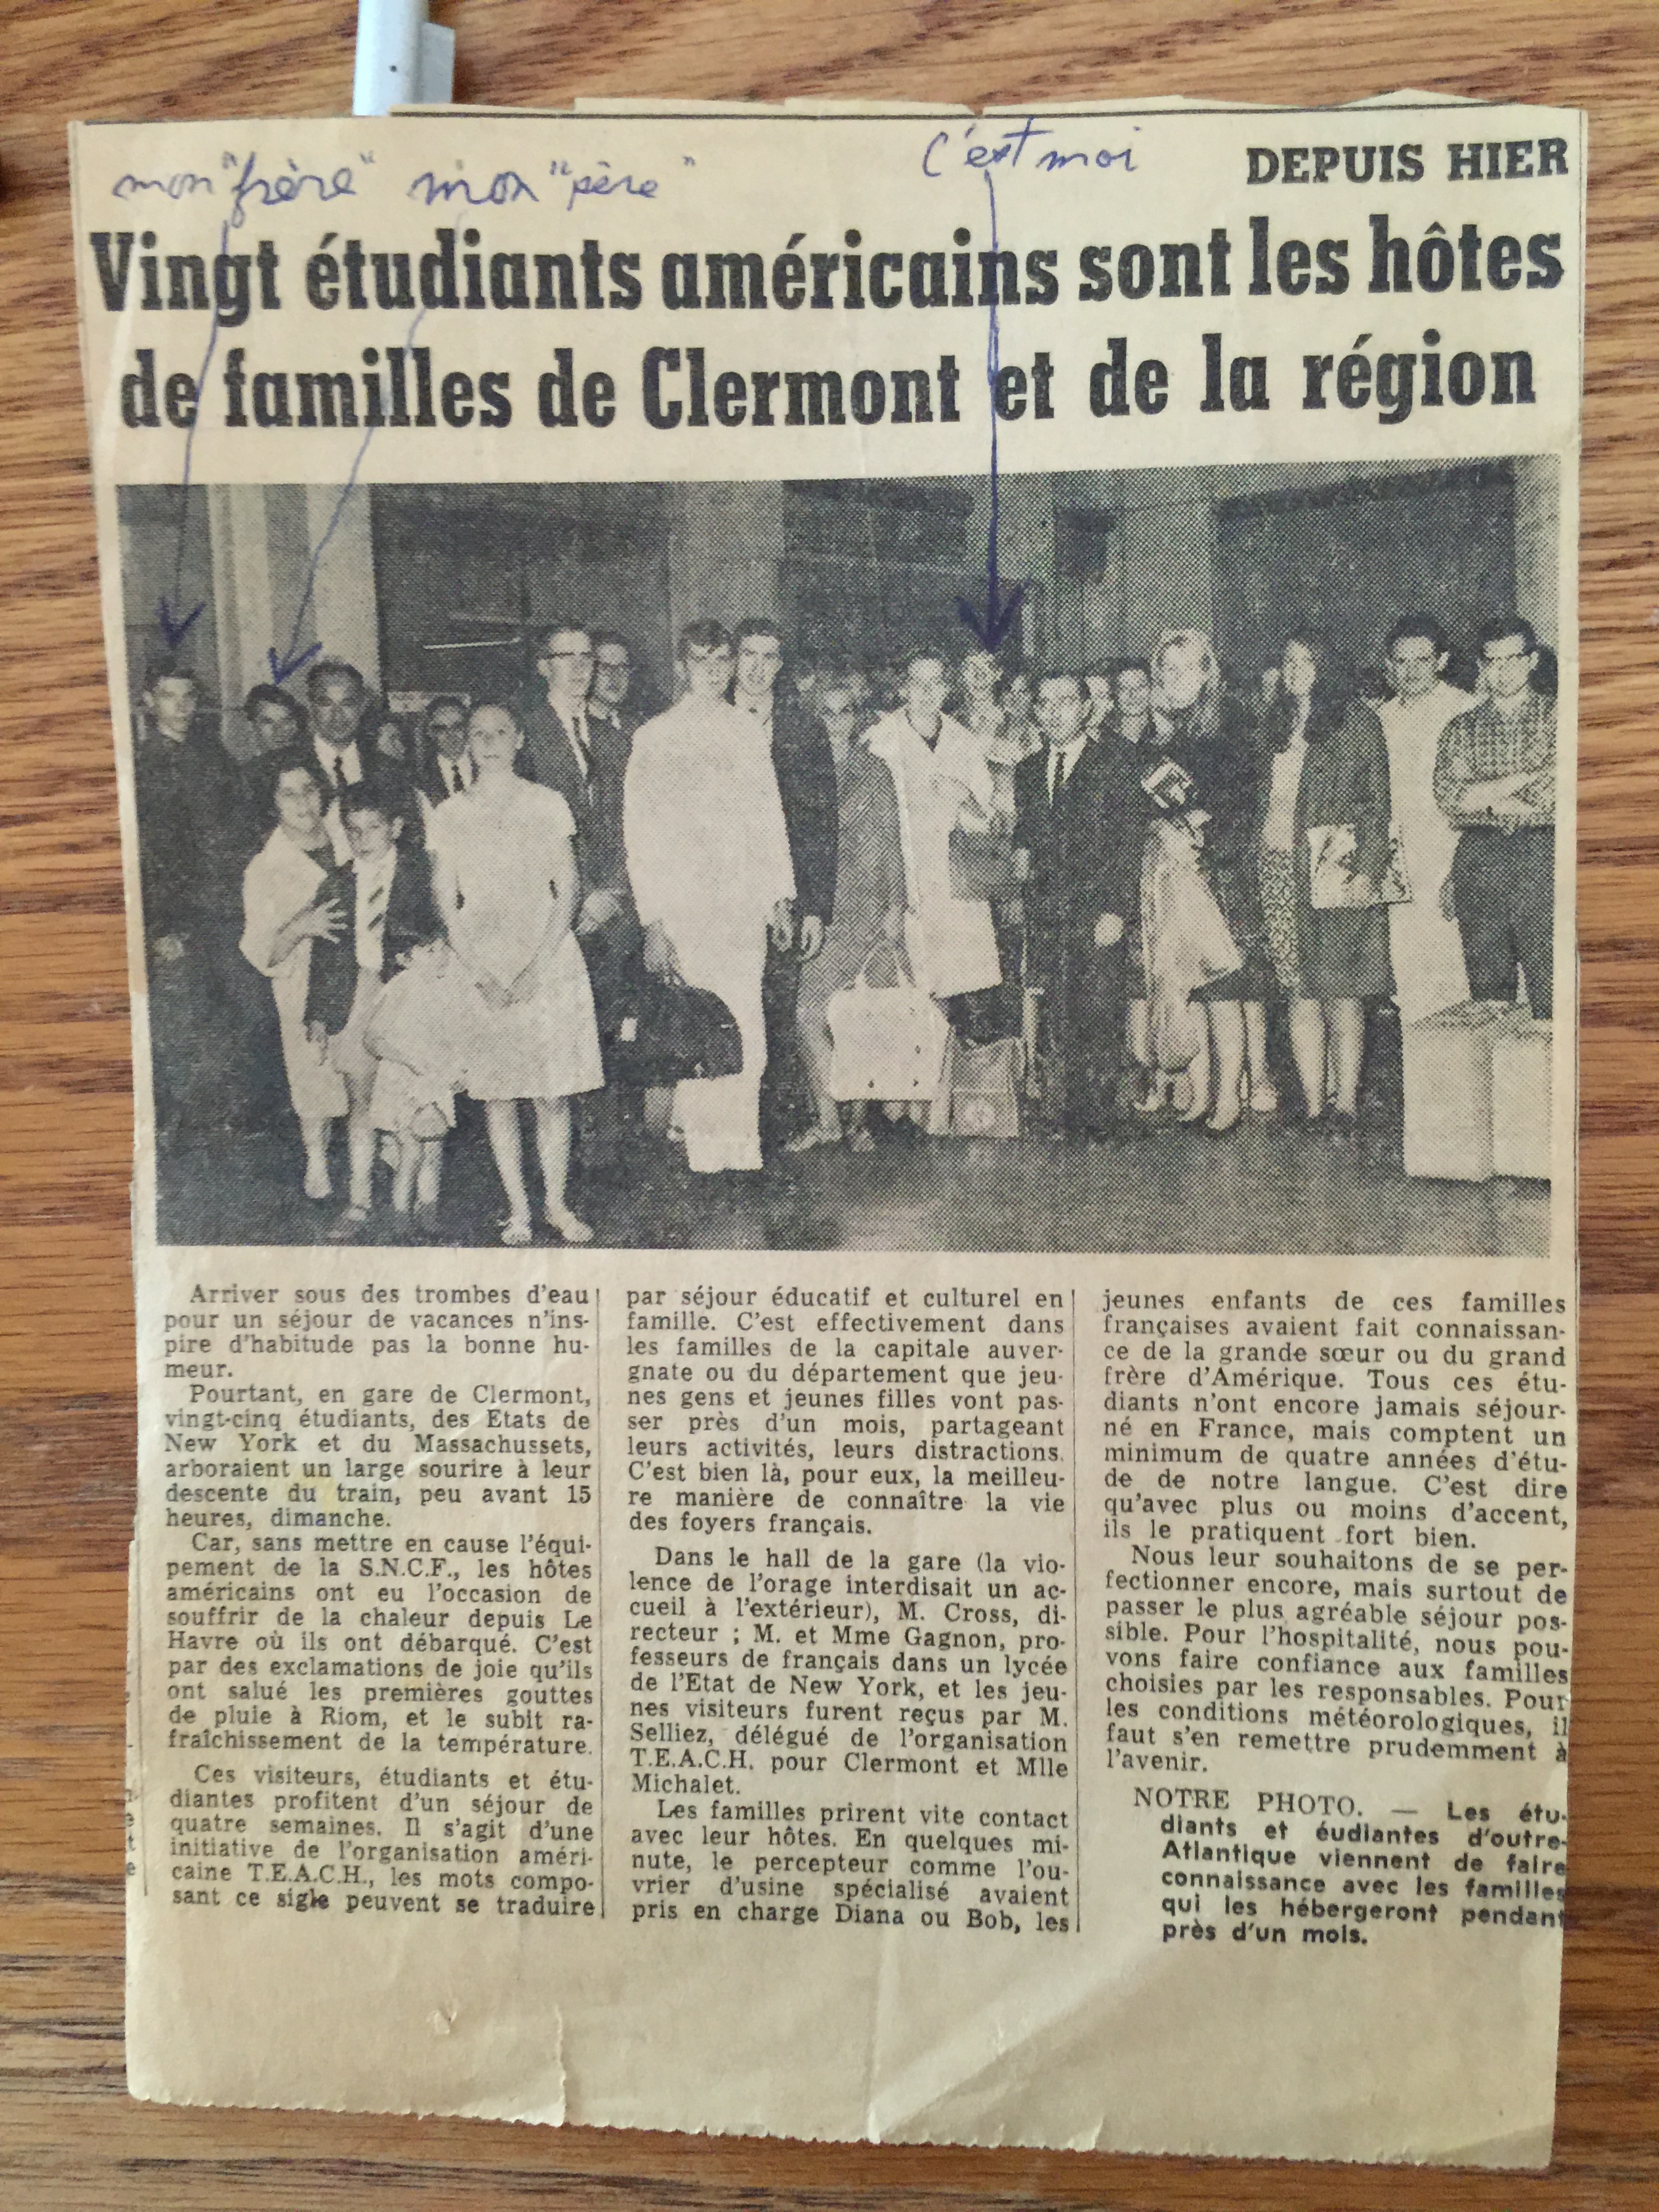 mon "frère" mon "père"
c'est moi
DEPUIS HIER
Vingt étudiants américains sont les hôtes
de familles de Clermont et de la région
Arriver sous des trombes d'eau
pour un séjour de vacances n'ins-
pire d'habitude pas la bonne hu-
meur.
Pourtant, en gare de Clermont,
vingt-cinq étudiants, des Etats de
New York et du Massachussets,
arboraient un large sourire à leur
descente du train, peu avant 15
heures, dimanche.
Car, sans mettre en cause l'équi-
pement de la S.N.C.F., les hôtes
américains ont eu l'occasion de
souffrir de la chaleur depuis Le
Havre où ils ont débarqué. C'est
par des exclamations de joie qu'ils
ont salué les premières gouttes
de pluie à Riom, et le subit ra-
fraîchissement de la température.
Ces visiteurs, étudiants et étu-
diantes profitent d'un séjour de
quatre semaines. Il s'agit d'une
initiative de l'organisation améri-
caine T.E.A.C.H., les mots compo-
sant ce sigle peuvent se traduire
par séjour éducatif et culturel en
famille. C'est effectivement dans
les familles de la capitale auver-
gnate ou du département que jeu-
nes gens et jeunes filles vont pas-
ser près d'un mois, partageant
leurs activités, leurs distractions.
C'est bien là, pour eux, la meilleu-
re manière de connaître la vie
des foyers français.
Dans le hall de la gare (la vio-
lence de l'orage interdisait un ac-
cueil à l'extérieur), M. Cross, di-
recteur ; M. et Mme Gagnon, pro-
fesseurs de français dans un lycée
de l'Etat de New York, et les jeu-
nes visiteurs furent reçus par M.
Selliez, délégué de l'organisation
T.E.A.C.H. pour Clermont et Mlle
Michalet.
Les familles prirent vite contact
avec leur hôtes. En quelques mi-
nute, le percepteur comme l'ou-
vrier d'usine spécialisé avaient
pris en charge Diana ou Bob, les
jeunes enfants de ces familles
françaises avaient fait connaissan-
ce de la grande sœur ou du grand
frère d'Amérique. Tous ces étu-
diants n'ont encore jamais séjour-
né en France, mais comptent un
minimum de quatre années d'étu-
de de notre langue. C'est dire
qu'avec plus ou moins d'accent,
ils le pratiquent fort bien.
Nous leur souhaitons de se per-
fectionner encore, mais surtout de
passer le plus agréable séjour pos-
sible. Pour l'hospitalité, nous pou-
vons faire confiance aux familles
choisies par les responsables. Pour
les conditions météorologiques, il
faut s'en remettre prudemment à
l'avenir.
NOTRE PHOTO. — Les étu-
diants et éudiantes d'outre-
Atlantique viennent de faire
connaissance avec les familles
qui les hébergeront pendant
près d'un mois.